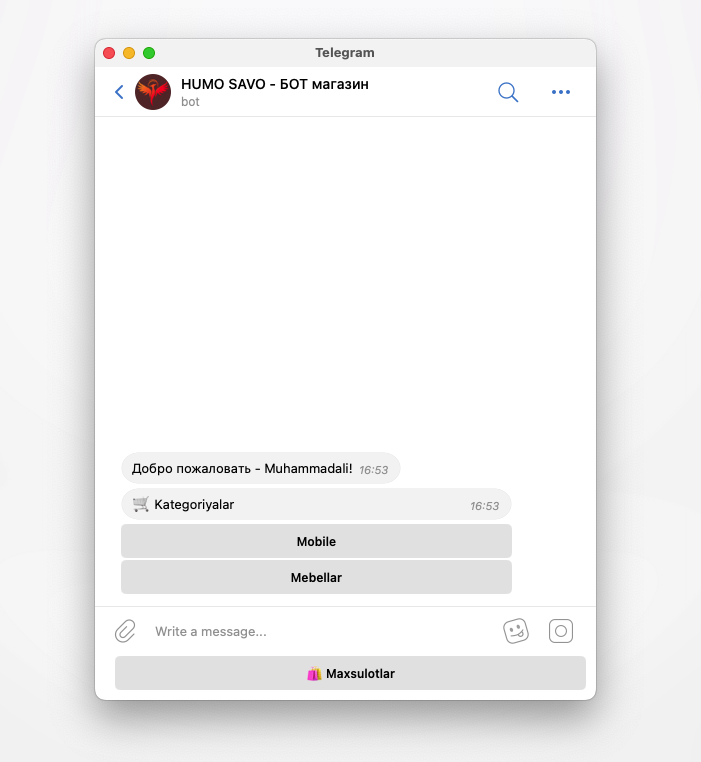 Telegram
HUMO SAVO - БОТ магазин
bot
Добро пожаловать - Muhammadali! 16:53
🛒 Kategoriyalar 16:53
Mobile
Mebellar
Write a message...
🛍 Maxsulotlar